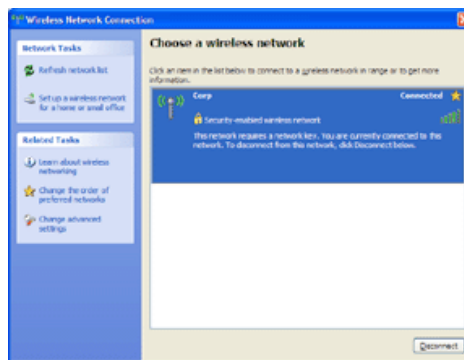 Wireless Network Connection
Network Tasks
Refresh network list
Set up a wireless network
for a home or small office
Related Tasks
Learn about wireless
networking
Change the order of
preferred networks
Change advanced
settings
Choose a wireless network
Click an item in the list below to connect to a wireless network in range or to get more
information.
Corp
Connected
Security-enabled wireless network
This network requires a network key. You are currently connected to this
network. To disconnect from this network, click Disconnect below.
Disconnect